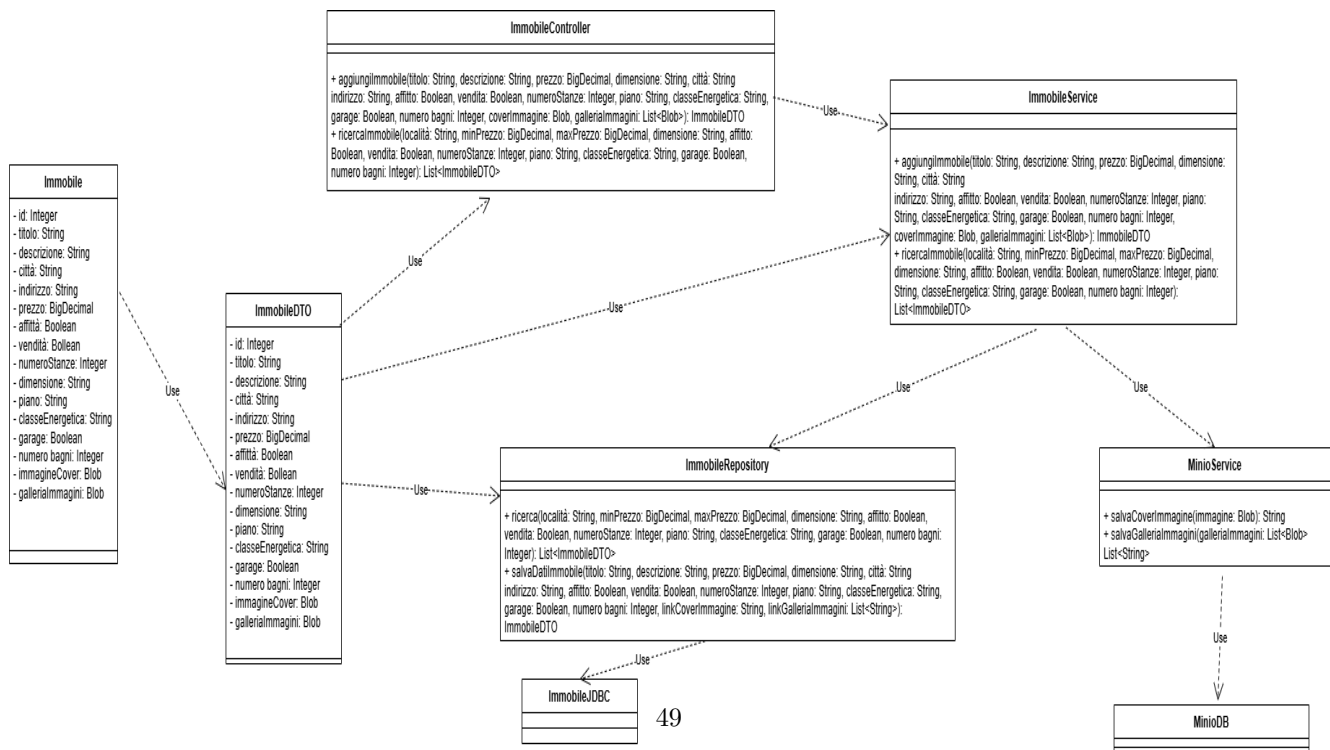 ImmobileController
+ aggiungiImmobile(titolo: String, descrizione: String, prezzo: BigDecimal, dimensione: String, città: String
indirizzo: String, affitto: Boolean, vendita: Boolean, numeroStanze: Integer, piano: String, classeEnergetica: String,
garage: Boolean, numero bagni: Integer, coverImmagine: Blob, galleriaImmagini: List<Blob>): ImmobileDTO
+ ricercaImmobile(località: String, minPrezzo: BigDecimal, maxPrezzo: BigDecimal, dimensione: String, affitto:
Boolean, vendita: Boolean, numeroStanze: Integer, piano: String, classeEnergetica: String, garage: Boolean,
numero bagni: Integer): List<ImmobileDTO>
Use
ImmobileService
+ aggiungiImmobile(titolo: String, descrizione: String, prezzo: BigDecimal, dimensione:
String, città: String
indirizzo: String, affitto: Boolean, vendita: Boolean, numeroStanze: Integer, piano:
String, classeEnergetica: String, garage: Boolean, numero bagni: Integer,
coverImmagine: Blob, galleriaImmagini: List<Blob>): ImmobileDTO
+ ricercaImmobile(località: String, minPrezzo: BigDecimal, maxPrezzo: BigDecimal,
dimensione: String, affitto: Boolean, vendita: Boolean, numeroStanze: Integer, piano:
String, classeEnergetica: String, garage: Boolean, numero bagni: Integer):
List<ImmobileDTO>
Immobile
- id: Integer
- titolo: String
- descrizione: String
- città: String
- indirizzo: String
- prezzo: BigDecimal
- affittà: Boolean
- vendità: Bollean
- numeroStanze: Integer
- dimensione: String
- piano: String
- classeEnergetica: String
- garage: Boolean
- numero bagni: Integer
- immagineCover: Blob
- galleriaImmagini: Blob
Use
ImmobileDTO
- id: Integer
- titolo: String
- descrizione: String
- città: String
- indirizzo: String
- prezzo: BigDecimal
- affittà: Boolean
- vendità: Bollean
- numeroStanze: Integer
- dimensione: String
- piano: String
- classeEnergetica: String
- garage: Boolean
- numero bagni: Integer
- immagineCover: Blob
- galleriaImmagini: Blob
Use
Use
Use
Use
Use
ImmobileRepository
+ ricerca(località: String, minPrezzo: BigDecimal, maxPrezzo: BigDecimal, dimensione: String, affitto: Boolean,
vendita: Boolean, numeroStanze: Integer, piano: String, classeEnergetica: String, garage: Boolean, numero bagni:
Integer): List<ImmobileDTO>
+ salvaDatiImmobile(titolo: String, descrizione: String, prezzo: BigDecimal, dimensione: String, città: String
indirizzo: String, affitto: Boolean, vendita: Boolean, numeroStanze: Integer, piano: String, classeEnergetica: String,
garage: Boolean, numero bagni: Integer, linkCoverImmagine: String, linkGalleriaImmagini: List<String>):
ImmobileDTO
MinioService
+ salvaCoverImmagine(immagine: Blob): String
+ salvaGalleriaImmagini(galleriaImmagini: List<Blob>
List<String>
Use
Use
ImmobileJDBC
MinioDB
49